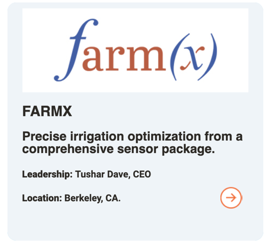 farm(x)
FARMX
Precise irrigation optimization from a
comprehensive sensor package.
Leadership: Tushar Dave, CEO
Location: Berkeley, CA.